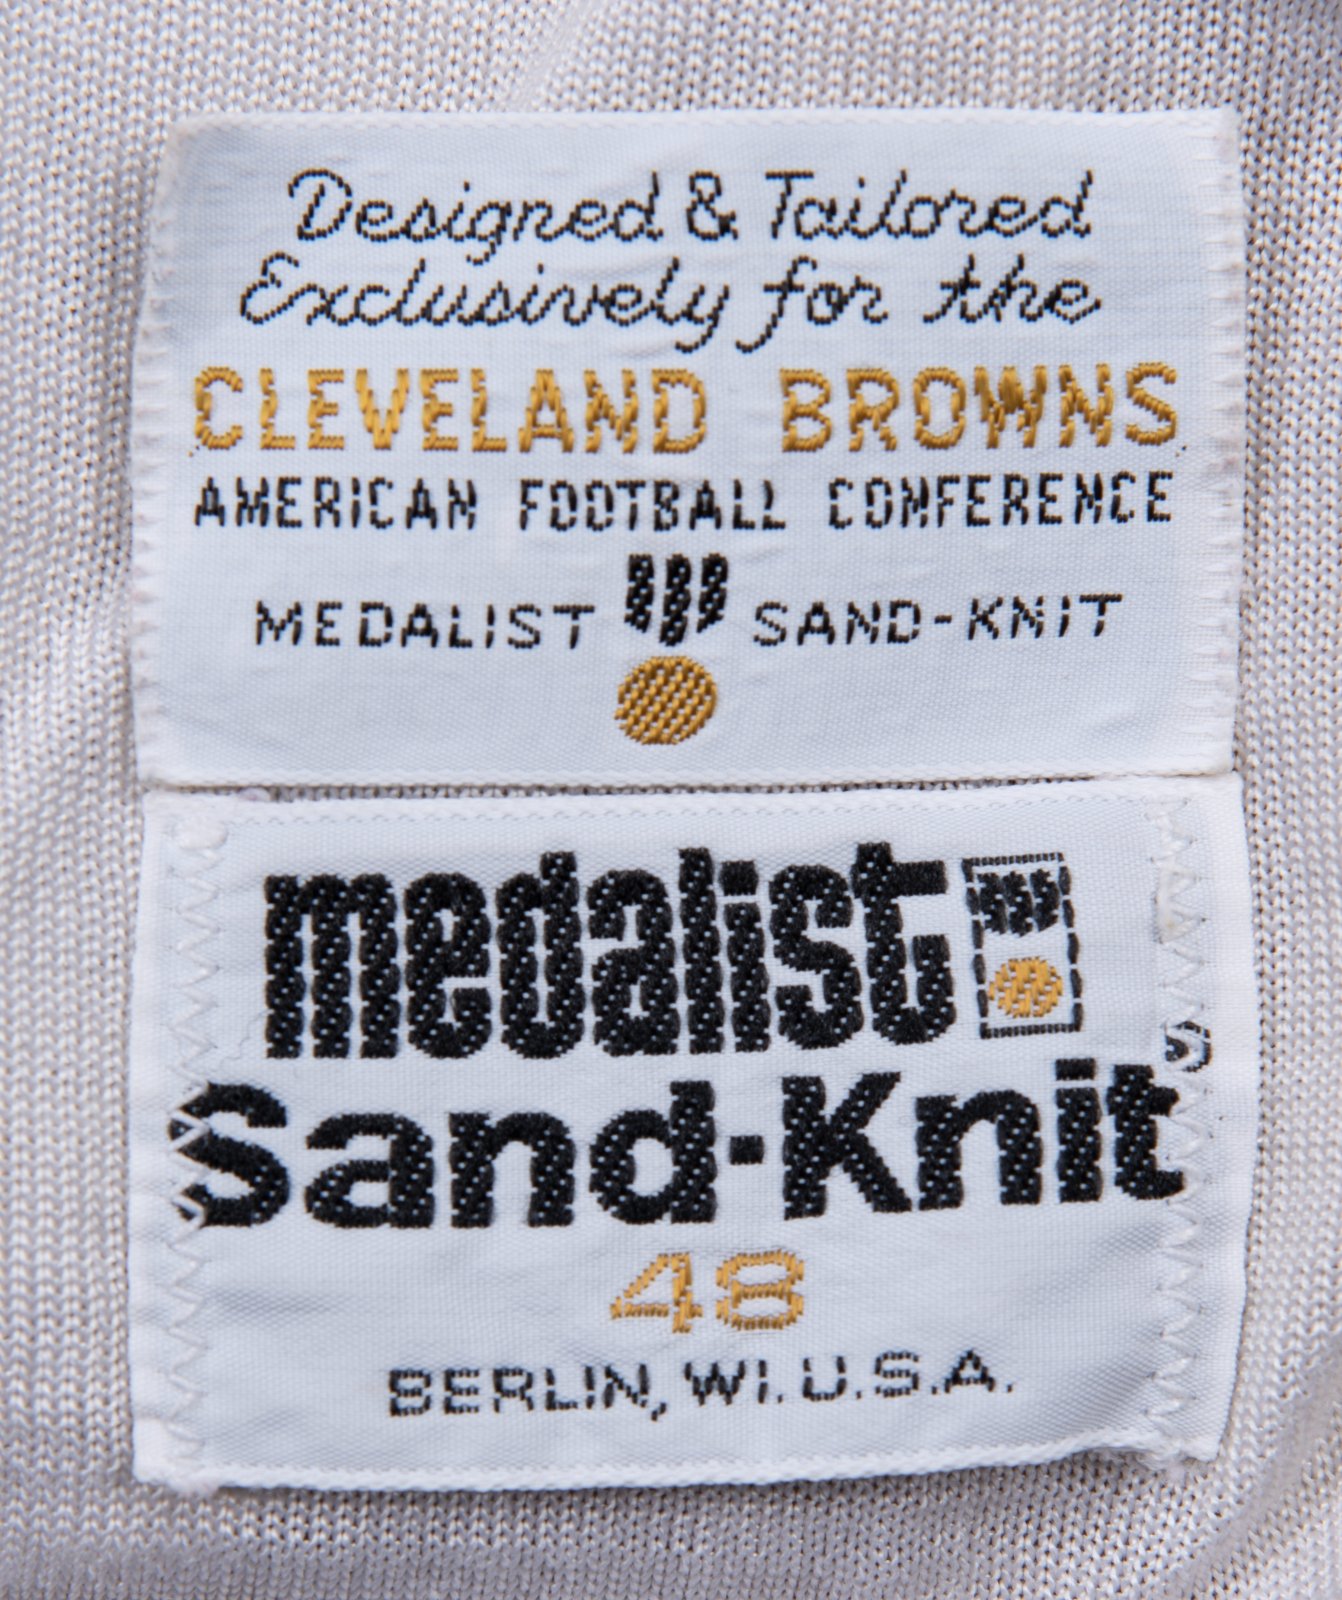 Designed & Tailored
Exclusively for the
CLEVELAND BROWNS
AMERICAN FOOTBALL CONFERENCE
MEDALIST SAND-KNIT
medalist
Sand-Knit
48
BERLIN, WI. U.S.A.